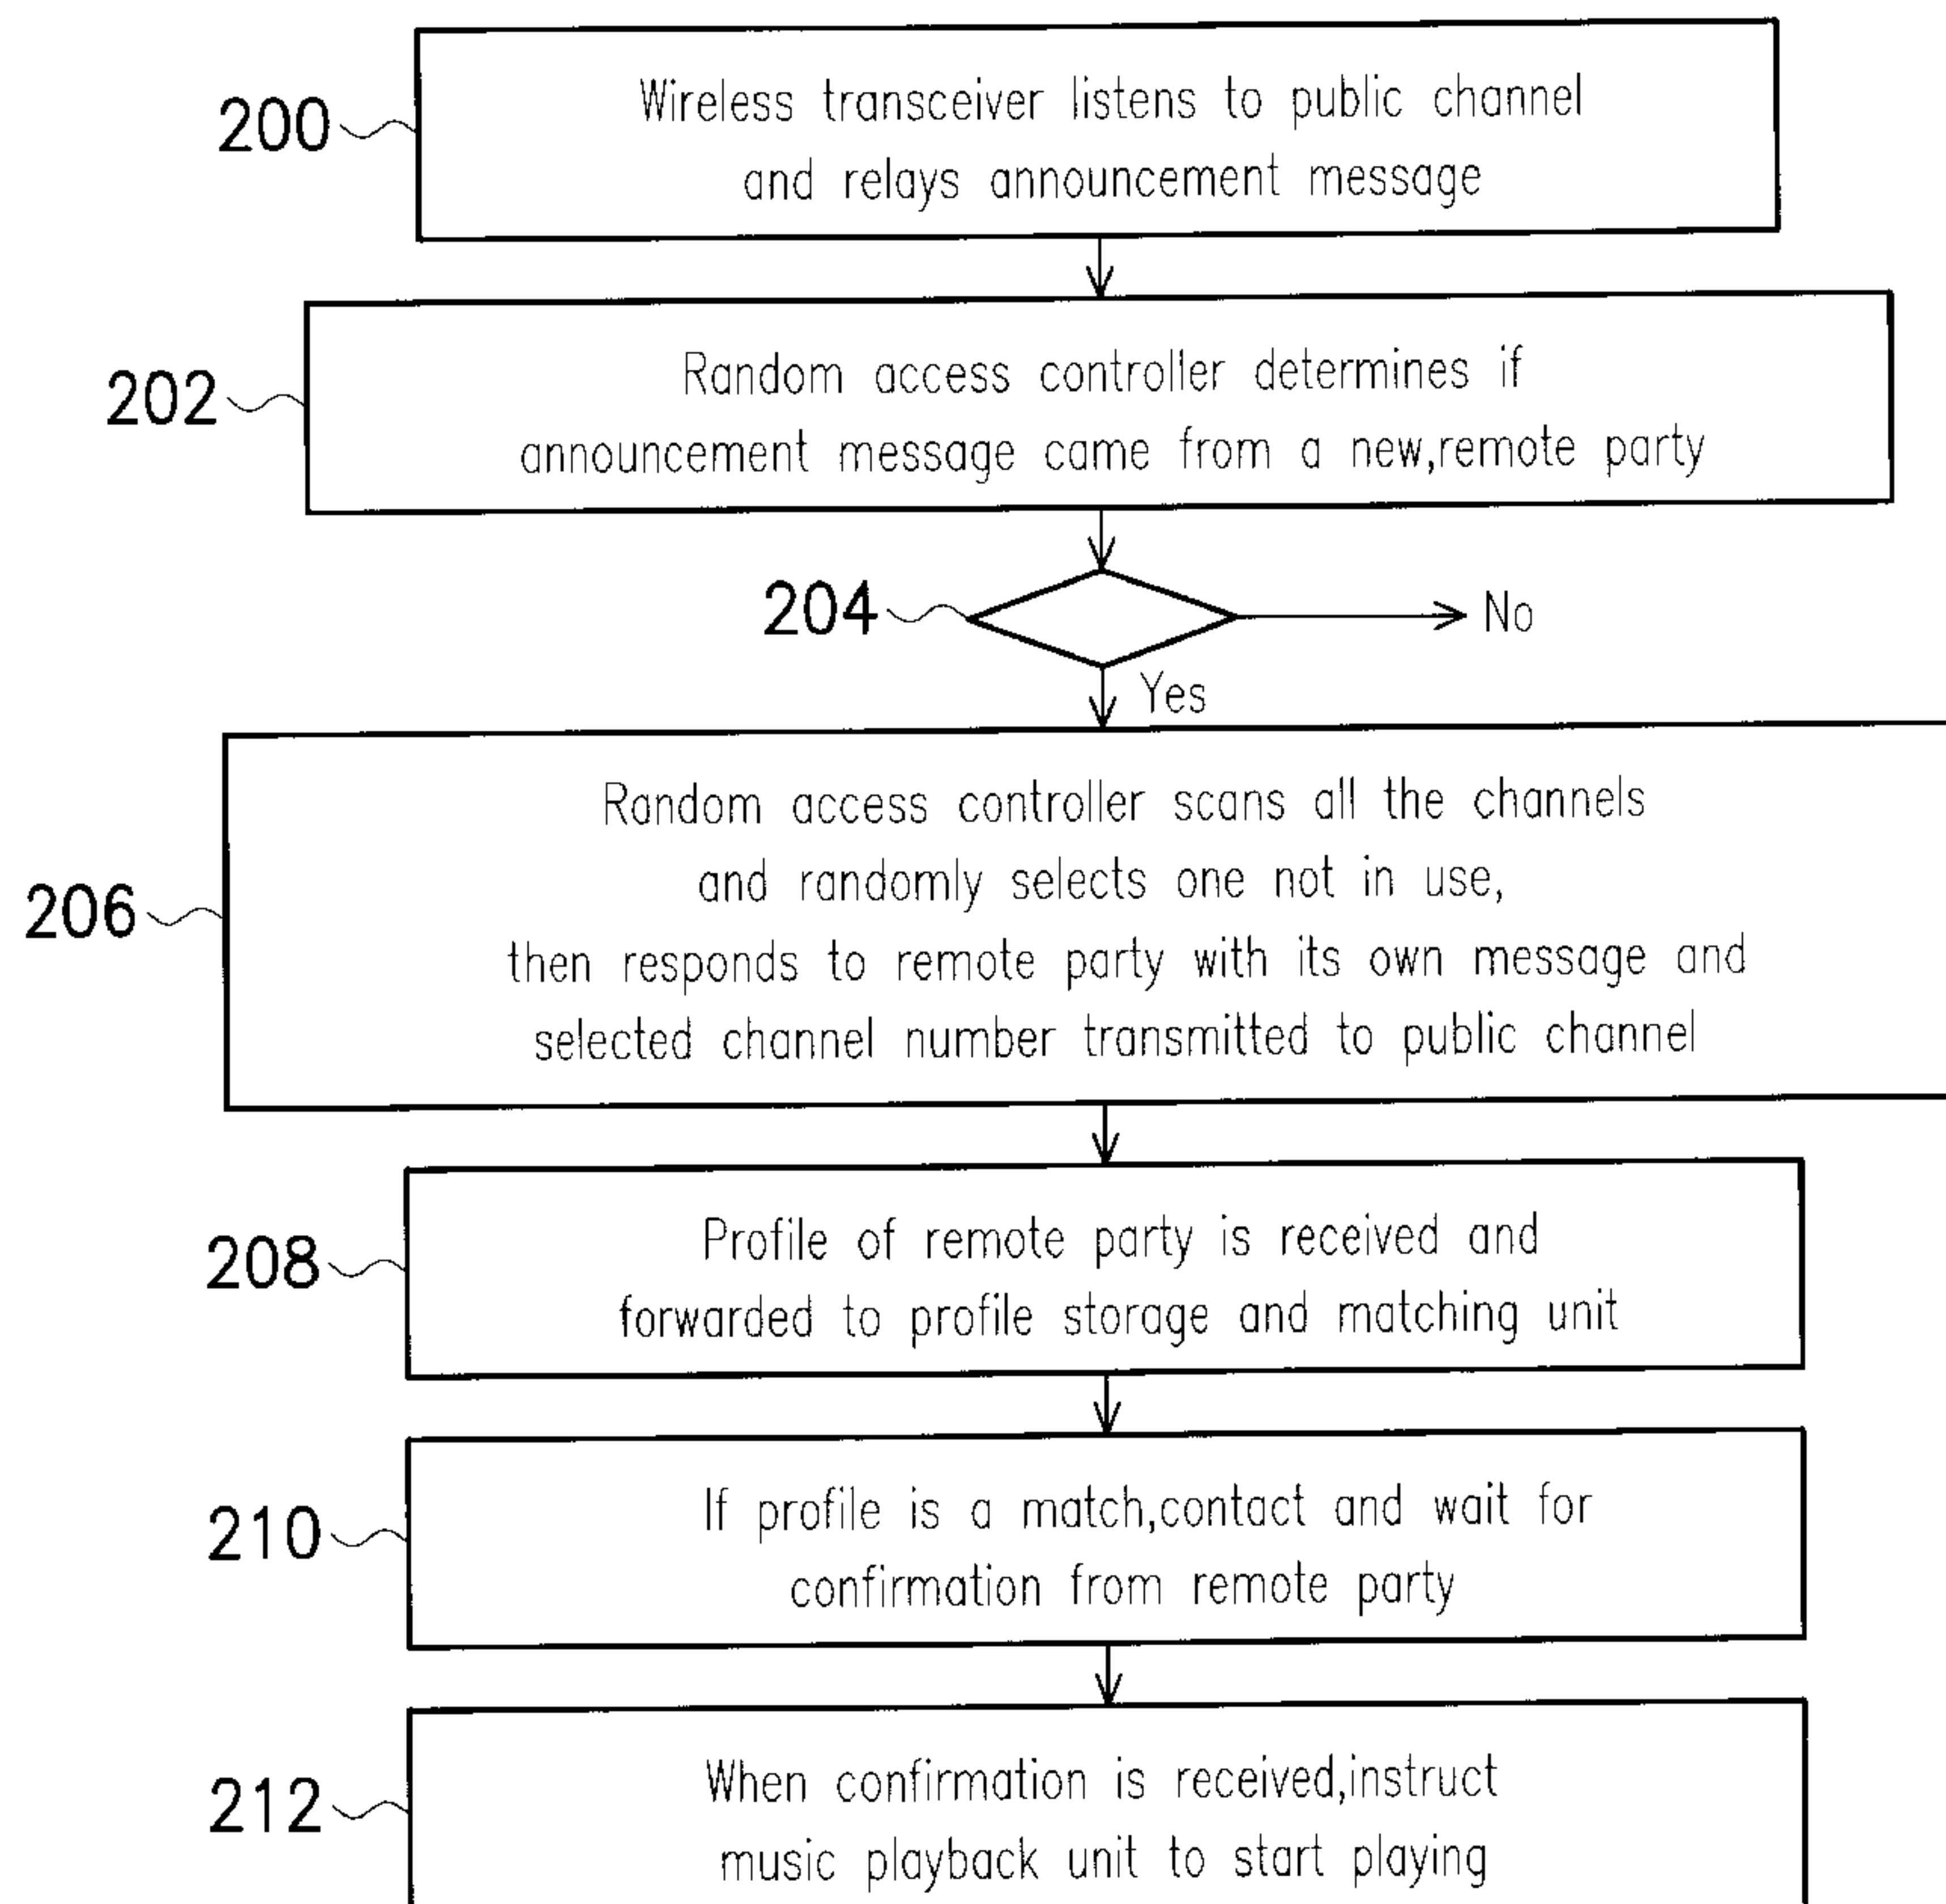 200
Wireless transceiver listens to public channel
and relays announcement message
202
Random access controller determines if
announcement message came from a new,remote party
204
No
Yes
206
Random access controller scans all the channels
and randomly selects one not in use,
then responds to remote party with its own message and
selected channel number transmitted to public channel
208
Profile of remote party is received and
forwarded to profile storage and matching unit
210
If profile is a match,contact and wait for
confirmation from remote party
212
When confirmation is received,instruct
music playback unit to start playing